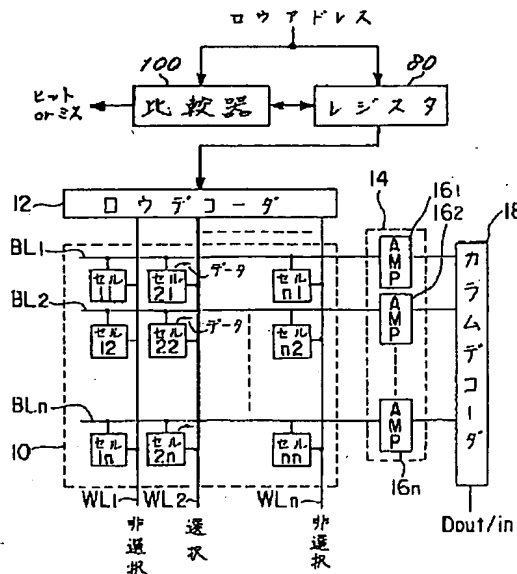 ロウアドレス
100
80
ヒット
orミス
比較器
レジスタ
12
ロウデコーダ
14
161
162
18
BL1
データ
AMP
セル
11
セル
21
セル
n1
カラムデコーダ
BL2
データ
AMP
セル
12
セル
22
セル
n2
BLn
AMP
10
セル
1n
セル
2n
セル
nn
16n
WL1
WL2
WLn
Dout/in
非選択
選択
非選択